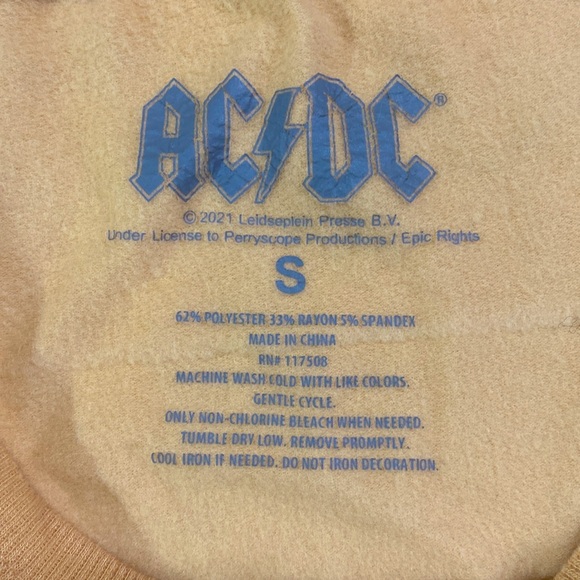 AC⚡DC®
© 2021 Leidseplein Presse B.V.
Under License to Perryscope Productions / Epic Rights
S
62% POLYESTER 33% RAYON 5% SPANDEX
MADE IN CHINA
RN# 117508
MACHINE WASH COLD WITH LIKE COLORS.
GENTLE CYCLE.
ONLY NON-CHLORINE BLEACH WHEN NEEDED.
TUMBLE DRY LOW. REMOVE PROMPTLY.
COOL IRON IF NEEDED. DO NOT IRON DECORATION.